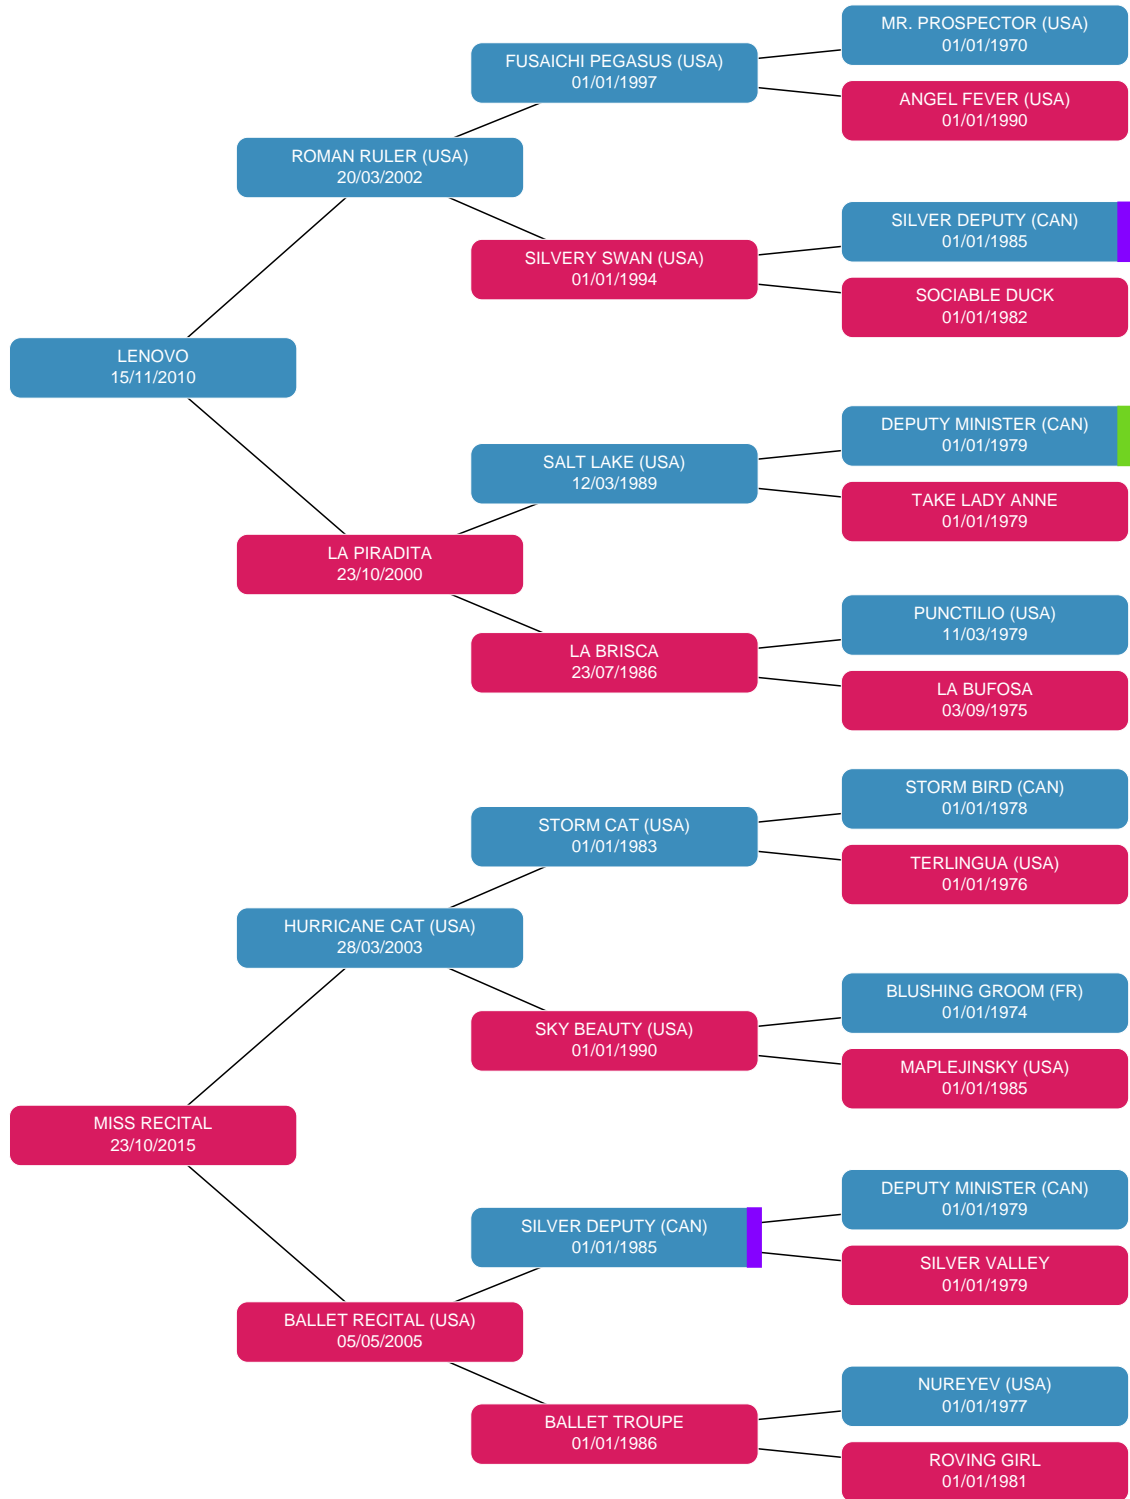 MR. PROSPECTOR (USA)
01/01/1970
FUSAICHI PEGASUS (USA)
01/01/1997
ANGEL FEVER (USA)
01/01/1990
ROMAN RULER (USA)
20/03/2002
SILVER DEPUTY (CAN)
01/01/1985
SILVERY SWAN (USA)
01/01/1994
SOCIABLE DUCK
01/01/1982
LENOVO
15/11/2010
DEPUTY MINISTER (CAN)
01/01/1979
SALT LAKE (USA)
12/03/1989
TAKE LADY ANNE
01/01/1979
LA PIRADITA
23/10/2000
PUNCTILIO (USA)
11/03/1979
LA BRISCA
23/07/1986
LA BUFOSA
03/09/1975
STORM BIRD (CAN)
01/01/1978
STORM CAT (USA)
01/01/1983
TERLINGUA (USA)
01/01/1976
HURRICANE CAT (USA)
28/03/2003
BLUSHING GROOM (FR)
01/01/1974
SKY BEAUTY (USA)
01/01/1990
MAPLEJINSKY (USA)
01/01/1985
MISS RECITAL
23/10/2015
DEPUTY MINISTER (CAN)
01/01/1979
SILVER DEPUTY (CAN)
01/01/1985
SILVER VALLEY
01/01/1979
BALLET RECITAL (USA)
05/05/2005
NUREYEV (USA)
01/01/1977
BALLET TROUPE
01/01/1986
ROVING GIRL
01/01/1981